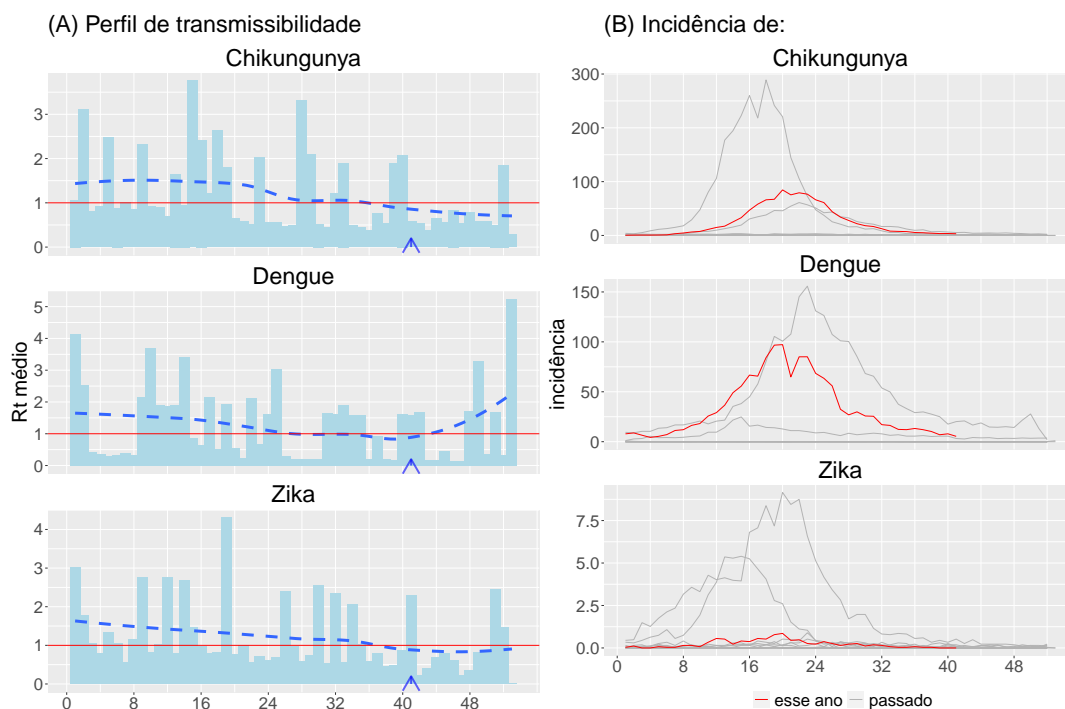 (A) Perfil de transmissibilidade
Chikungunya
3
2
1
0
Dengue
5
4
3
2
1
0
Zika
4
3
2
1
0
0 8 16 24 32 40 48
Rt médio
(B) Incidência de:
Chikungunya
300
200
100
0
Dengue
150
100
50
0
Zika
7.5
5.0
2.5
0.0
0 8 16 24 32 40 48
incidência
esse ano passado